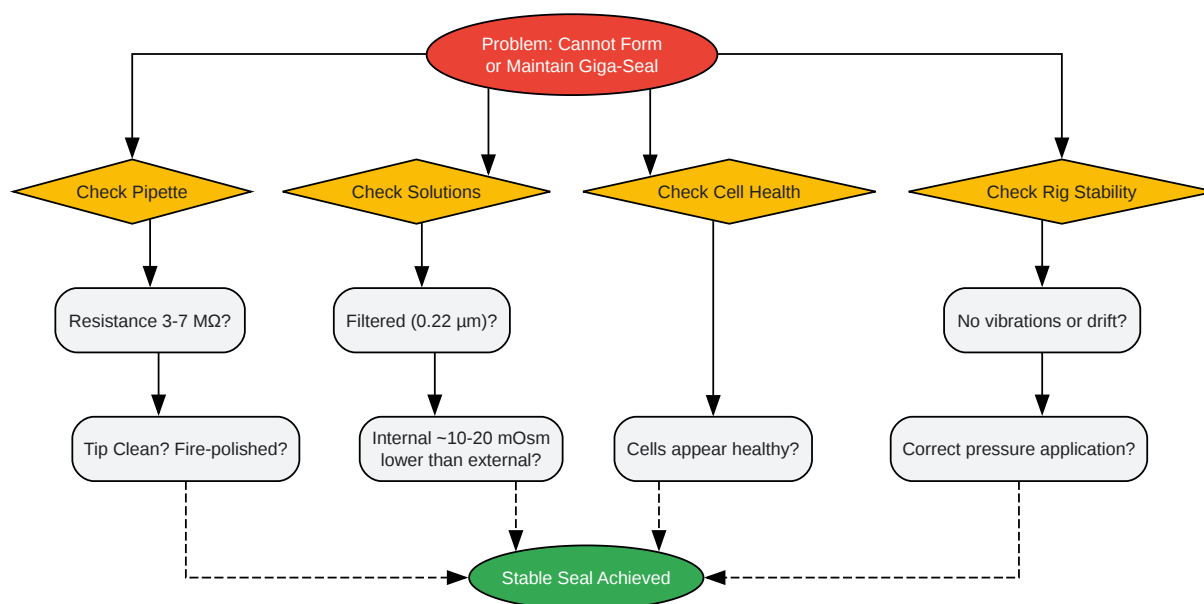 Problem: Cannot Form
or Maintain Giga-Seal
Check Pipette
Check Solutions
Check Cell Health
Check Rig Stability
Resistance 3-7 MΩ?
Filtered (0.22 µm)?
No vibrations or drift?
Tip Clean? Fire-polished?
Internal ~10-20 mOsm
lower than external?
Cells appear healthy?
Correct pressure application?
Stable Seal Achieved